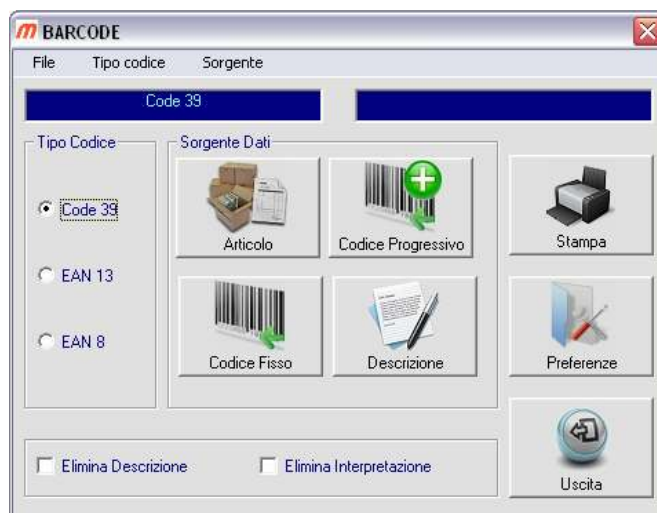 m BARCODE
File Tipo codice Sorgente
Code 39
Tipo Codice
Code 39
EAN 13
EAN 8
Sorgente Dati
Articolo
Codice Progressivo
Codice Fisso
Descrizione
Stampa
Preferenze
Uscita
Elimina Descrizione
Elimina Interpretazione